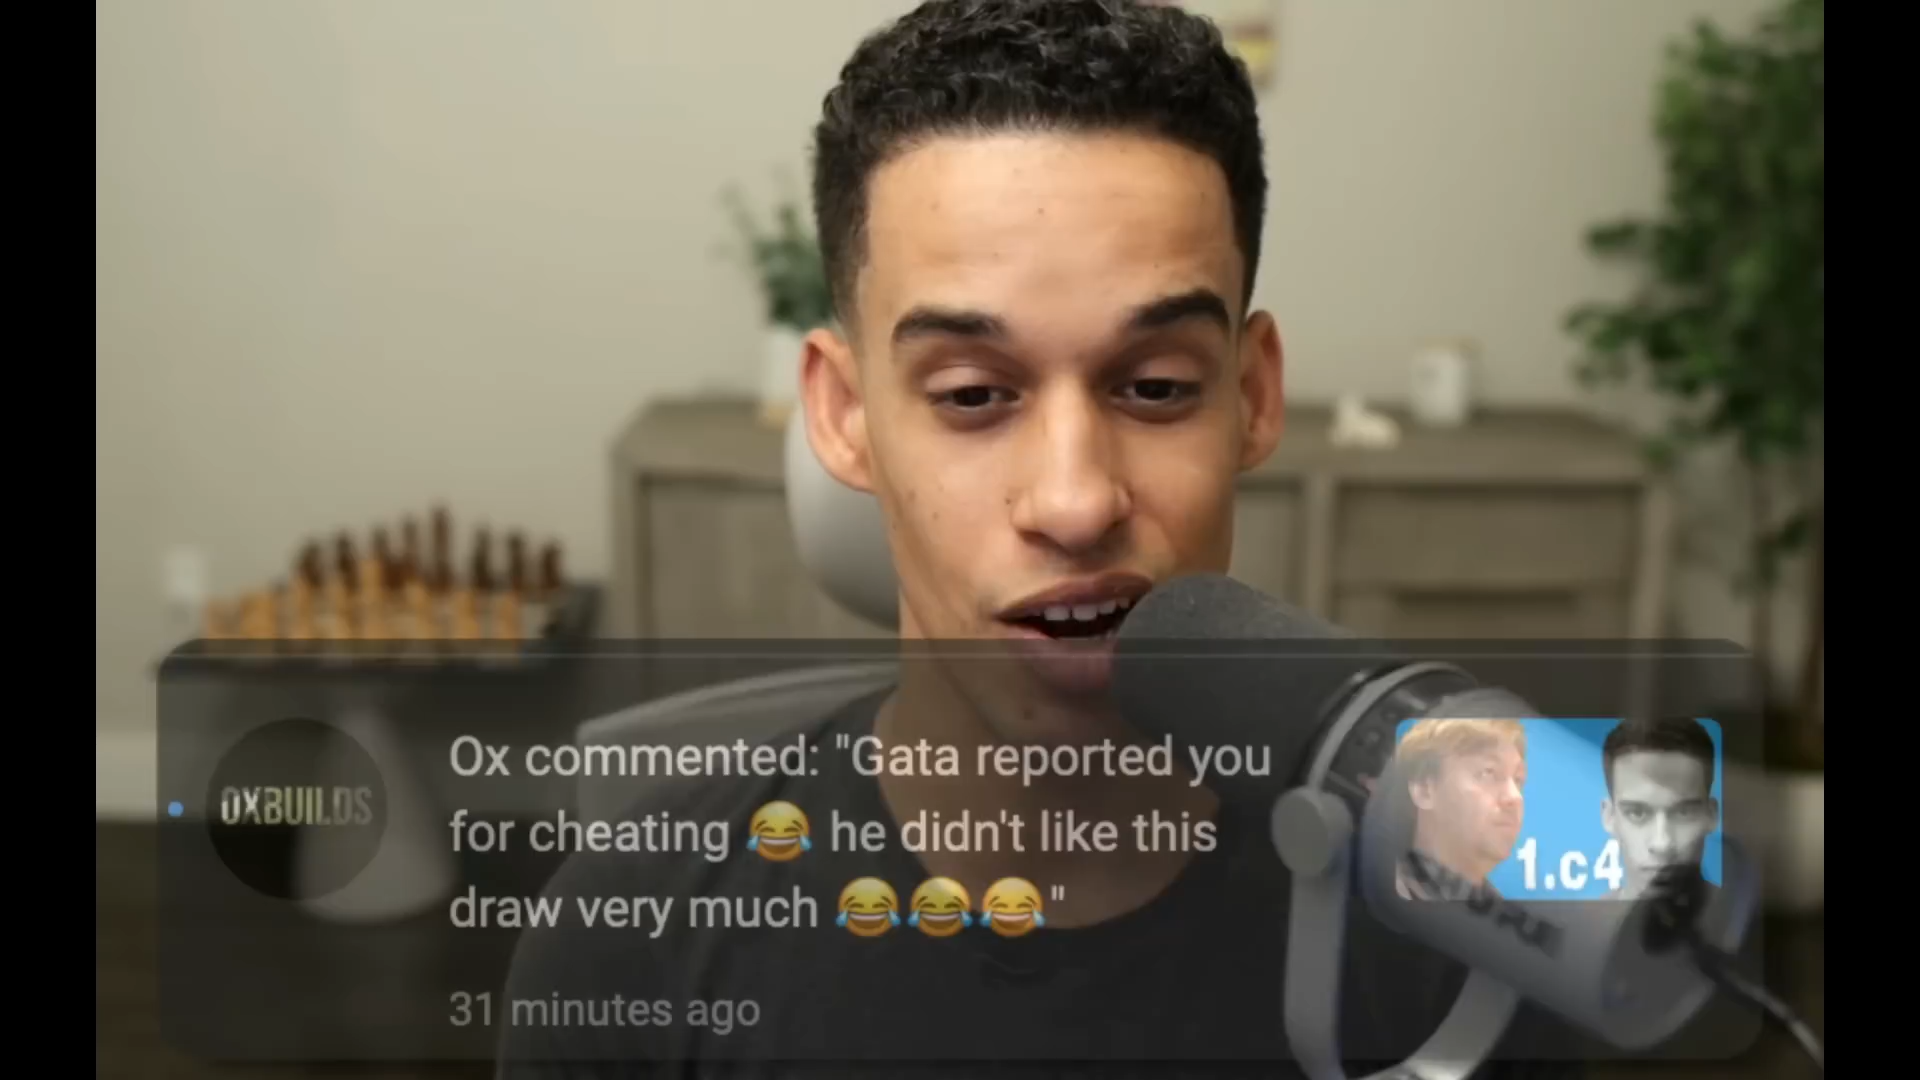 OXBUILDS
Ox commented: "Gata reported you
for cheating 😂 he didn't like this
draw very much 😂😂😂"
31 minutes ago
1.c4